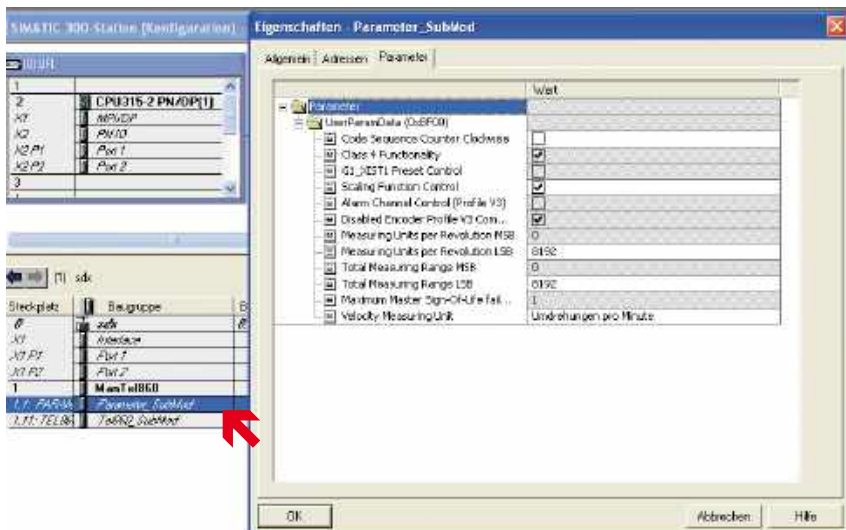 SIMATIC 300-Station (Konfiguration)
(0) UR
1
2 CPU315-2 PN/DP(1)
X1 MPI/DP
X2 PN-IO
X2 P1 Port 1
X2 P2 Port 2
3
(1) sdx
Steckplatz Baugruppe B
0 sdx
X1 Interface
X1 P1 Port 1
X1 P2 Port 2
1 ManTel860
Parameter_SubMod
Tel860_SubMod
Eigenschaften - Parameter_SubMod
Allgemein Adressen Parameter
Wert
Parameter
UserParamData (0xBF00)
Code Sequence Counter Clockwise
Class 4 Functionality
G1_XIST1 Preset Control
Scaling Function Control
Alarm Channel Control (Profile V3)
Disabled Encoder Profile V3 Com...
Measuring Units per Revolution MSB 0
Measuring Units per Revolution LSB 8192
Total Measuring Range MSB 0
Total Measuring Range LSB 8192
Maximum Master Sign-Of-Life fail... 1
Velocity Measuring Unit Umdrehungen pro Minute
OK Abbrechen Hilfe